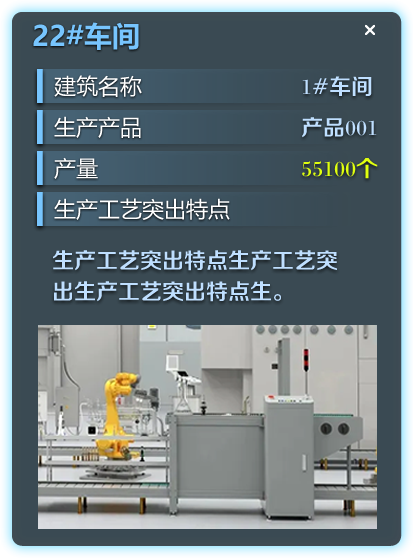 22#车间
×
建筑名称 1#车间
生产产品 产品001
产量 55100个
生产工艺突出特点
生产工艺突出特点生产工艺突
出生产工艺突出特点生。